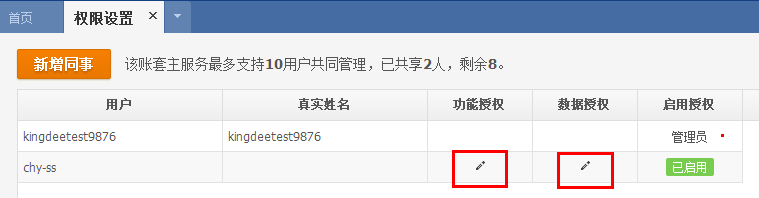 首页 权限设置
新增同事 该账套主服务最多支持10用户共同管理，已共享2人，剩余8。
用户 真实姓名 功能授权 数据授权 启用授权
kingdeetest9876 kingdeetest9876 管理员
chy-ss 已启用